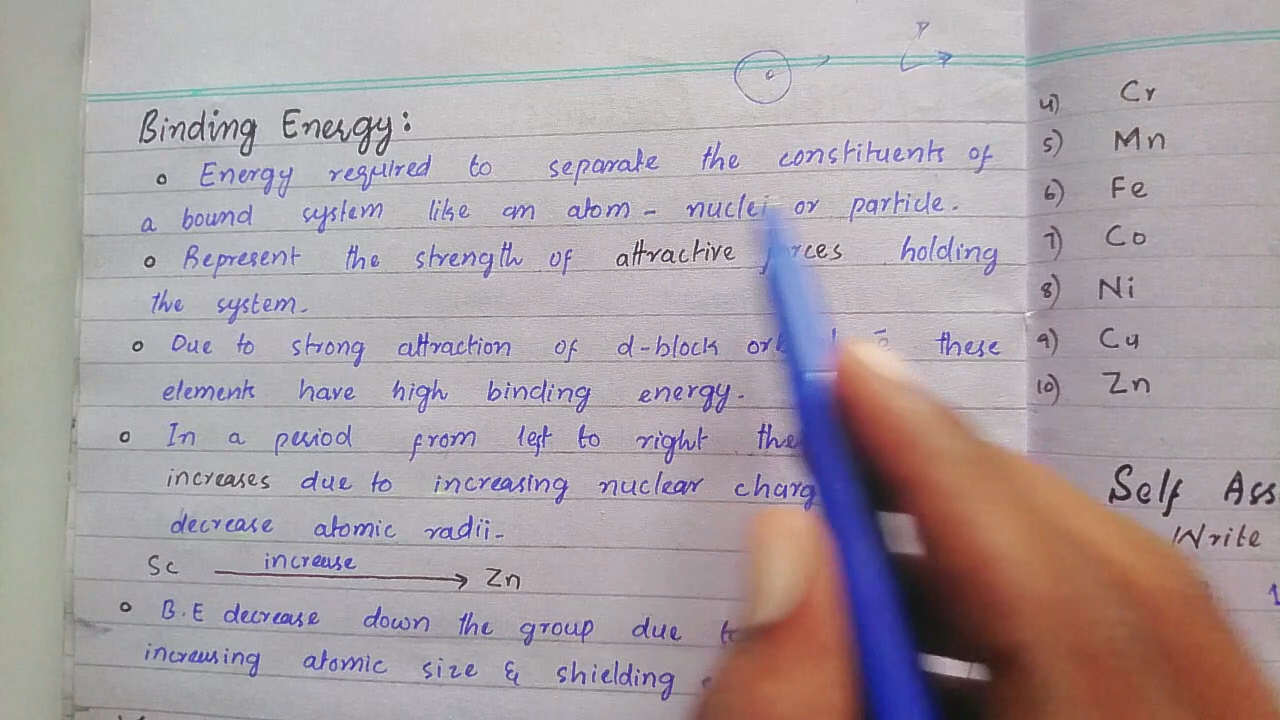 P
Binding Energy:
Energy required to separate the constituents of
a bound system like an atom - nuclei or particle.
Represent the strength of attractive holding
the system.
Due to strong attraction of d-block these
elements have high binding energy.
In a period from left to right the
increases due to increasing nuclear
decrease atomic radii.
Sc increase Zn
B.E decrease down the group due
increasing atomic size & shielding
4) Cr
5) Mn
6) Fe
7) Co
8) Ni
9) Cu
10) Zn
Self
Write